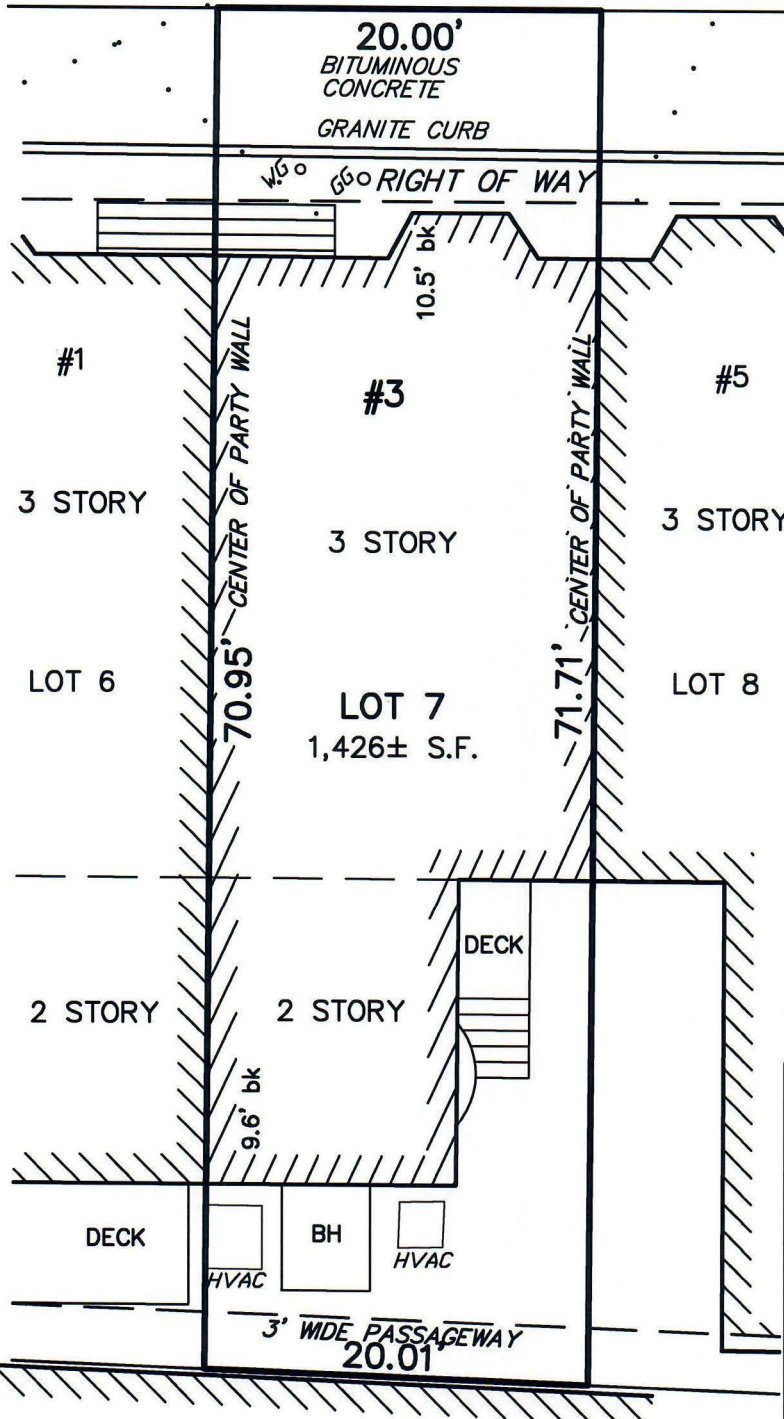 20.00'
BITUMINOUS
CONCRETE
GRANITE CURB
W.G
GG
RIGHT OF WAY
10.5' bk
#1
#3
#5
CENTER OF PARTY WALL
CENTER OF PARTY WALL
3 STORY
3 STORY
3 STORY
70.95'
71.71'
LOT 6
LOT 7
LOT 8
1,426± S.F.
DECK
2 STORY
2 STORY
9.6' bk
DECK
HVAC
BH
HVAC
3' WIDE PASSAGEWAY
20.01'